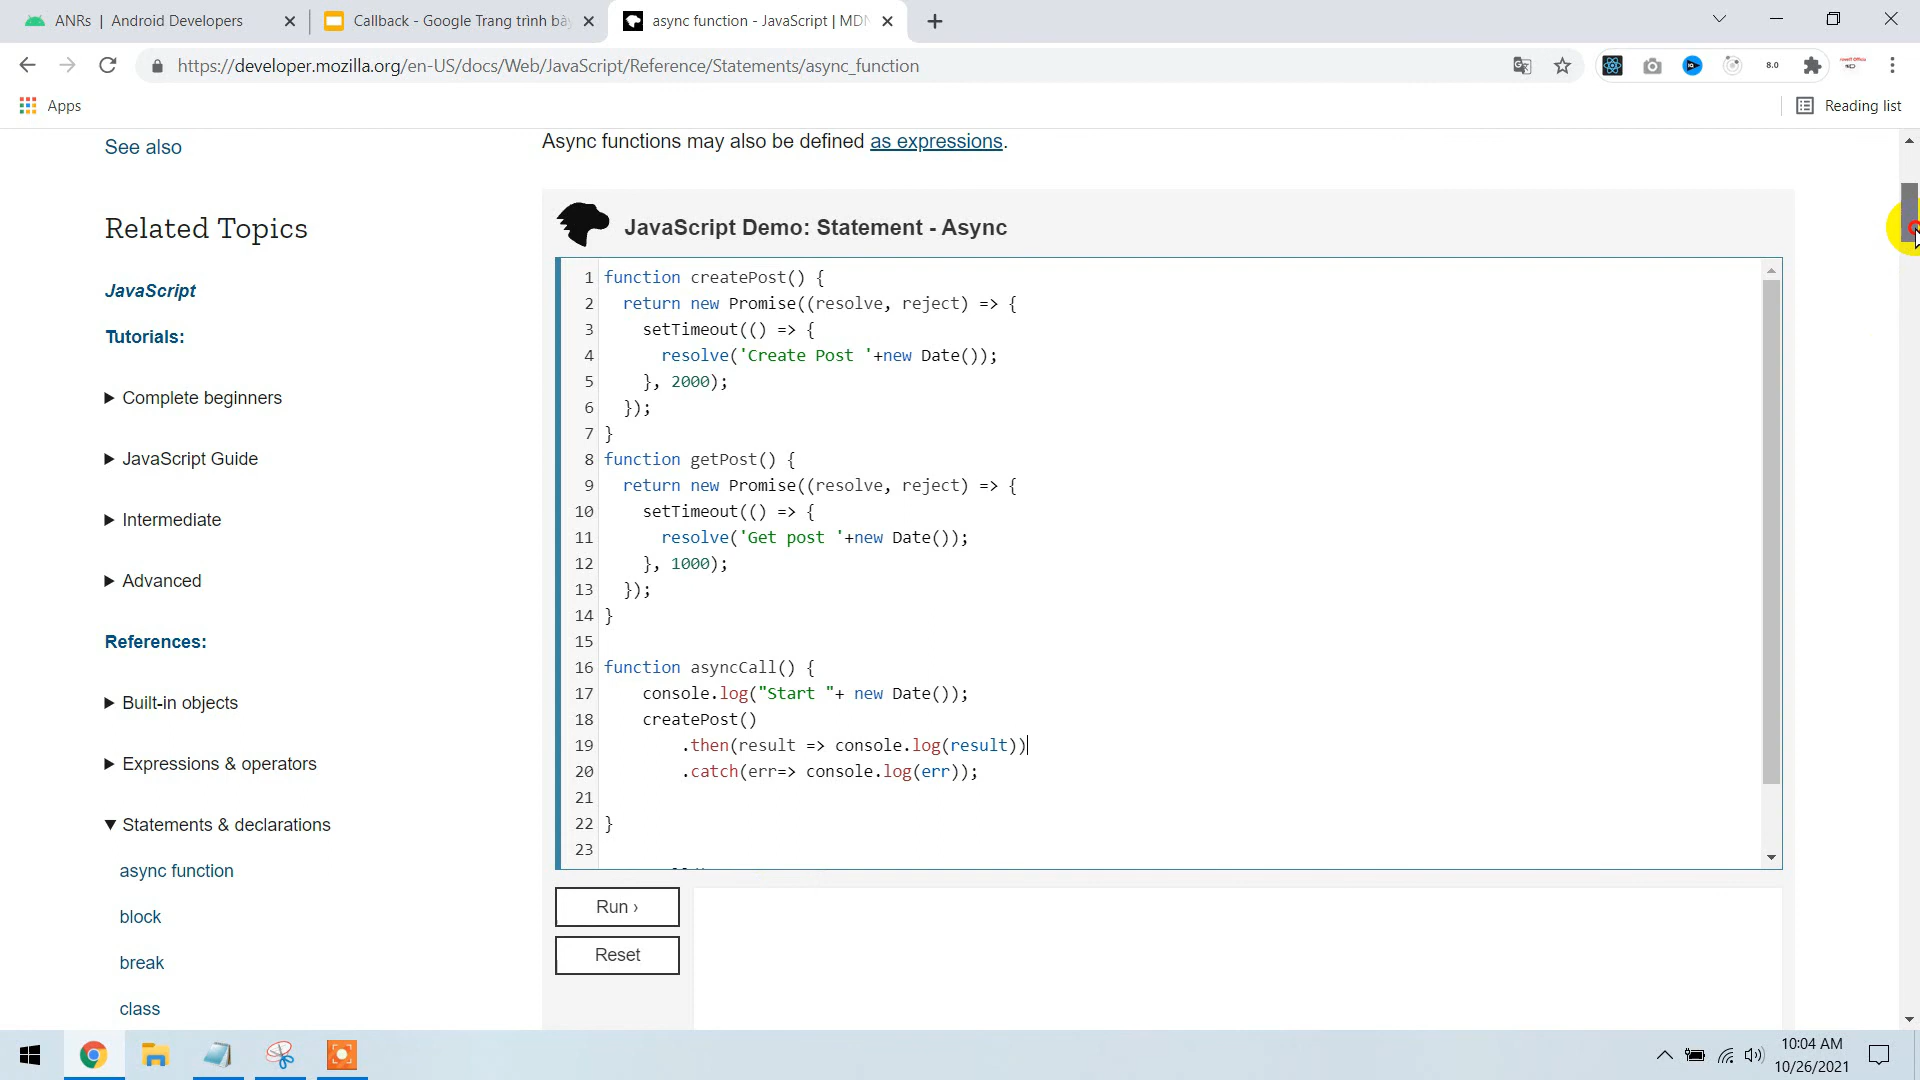 ANRs | Android Developers
Callback - Google Trang trình bày
async function - JavaScript | MDN
https://developer.mozilla.org/en-US/docs/Web/JavaScript/Reference/Statements/async_function
8.0
Apps
Reading list
See also
Related Topics
JavaScript
Tutorials:
Complete beginners
JavaScript Guide
Intermediate
Advanced
References:
Built-in objects
Expressions & operators
Statements & declarations
async function
block
break
class
Async functions may also be defined as expressions.
JavaScript Demo: Statement - Async
1 function createPost() {
2 return new Promise((resolve, reject) => {
3 setTimeout(() => {
4 resolve('Create Post '+new Date());
5 }, 2000);
6 });
7 }
8 function getPost() {
9 return new Promise((resolve, reject) => {
10 setTimeout(() => {
11 resolve('Get post '+new Date());
12 }, 1000);
13 });
14 }
15
16 function asyncCall() {
17 console.log("Start "+ new Date());
18 createPost()
19 .then(result => console.log(result))
20 .catch(err=> console.log(err));
21
22 }
23
Run ›
Reset
10:04 AM
10/26/2021